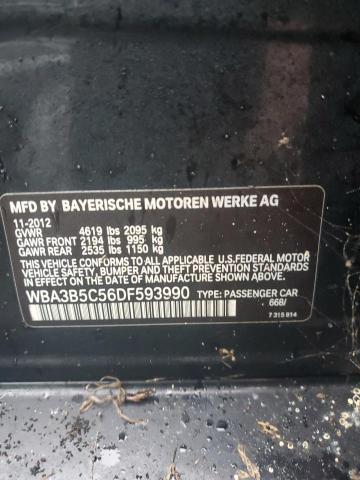 MFD BY BAYERISCHE MOTOREN WERKE AG
11-2012
GVWR 4619 lbs 2095 kg
GAWR FRONT 2194 lbs 995 kg
GAWR REAR 2535 lbs 1150 kg
THIS VEHICLE CONFORMS TO ALL APPLICABLE U.S.FEDERAL MOTOR
VEHICLE SAFETY, BUMPER AND THEFT PREVENTION STANDARDS
IN EFFECT ON THE DATE OF MANUFACTURE SHOWN ABOVE.
WBA3B5C56DF593990 TYPE: PASSENGER CAR
668/
7 315 814